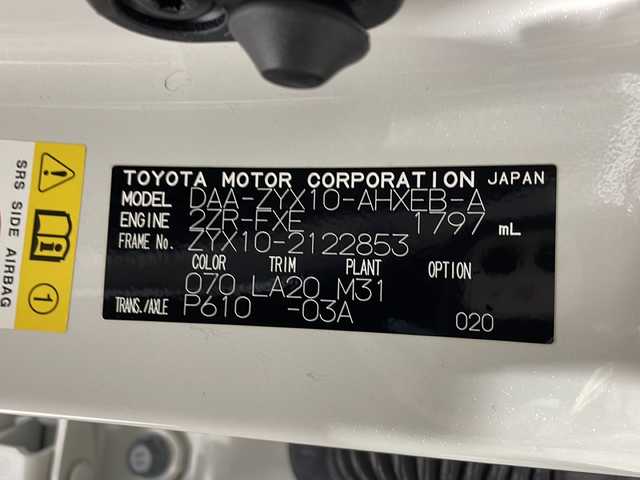 TOYOTA MOTOR CORPORATION JAPAN
MODEL DAA-ZYX10-AHXEB-A
ENGINE 2ZR-FXE 1797 mL
FRAME No. ZYX10-2122853
COLOR TRIM PLANT OPTION
070 LA20 M31
TRANS./AXLE P610 -03A 020
SRS SIDE AIRBAG
1